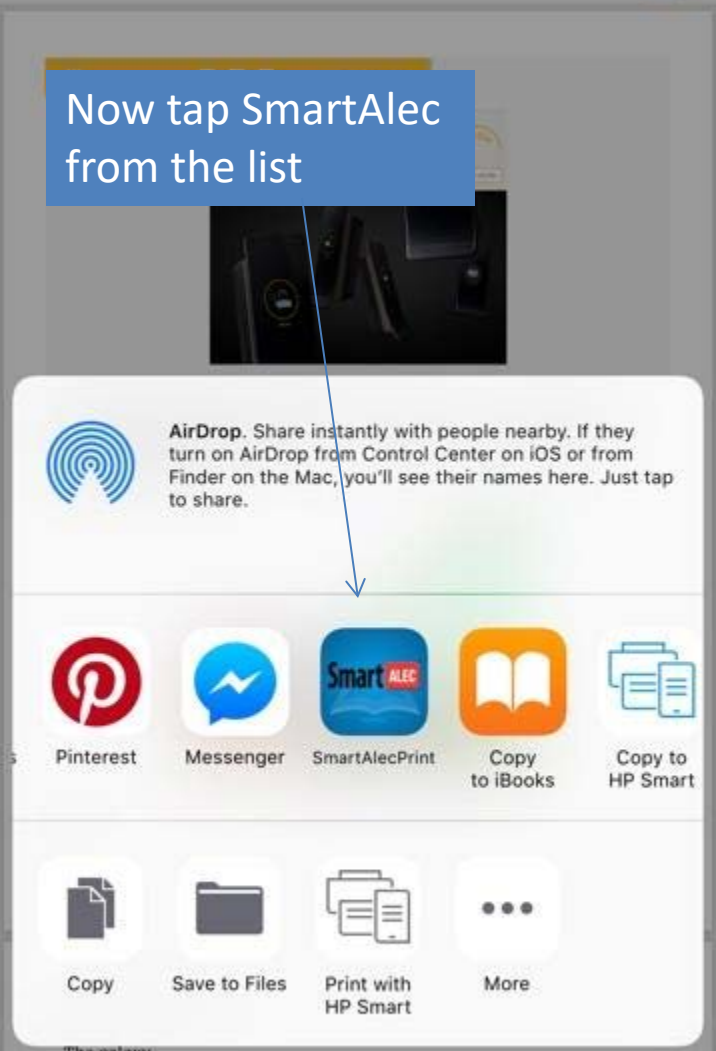 Now tap SmartAlec
from the list
AirDrop. Share instantly with people nearby. If they
turn on AirDrop from Control Center on iOS or from
Finder on the Mac, you'll see their names here. Just tap
to share.
Smart ALEC
s
Pinterest
Messenger
SmartAlecPrint
Copy
to iBooks
Copy to
HP Smart
Copy
Save to Files
Print with
HP Smart
More